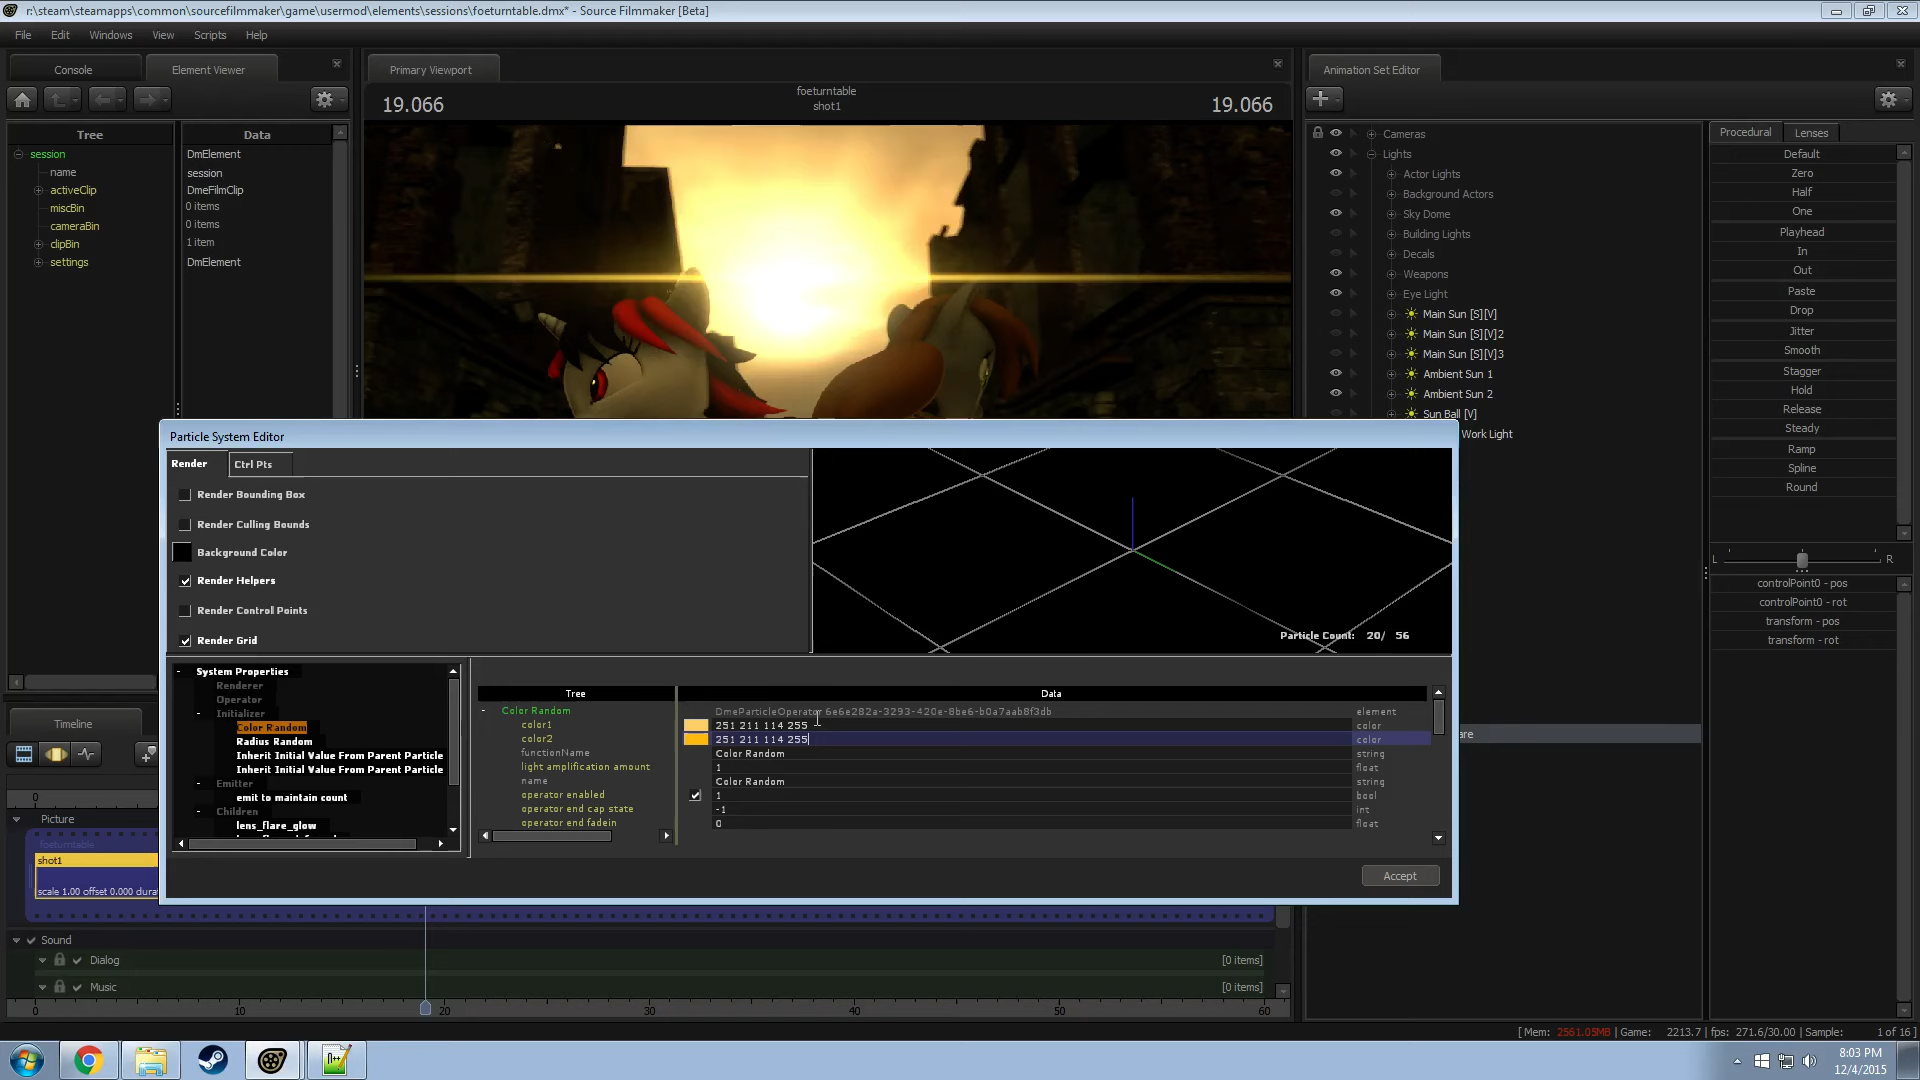 r:\steam\steamapps\common\sourcefilmmaker\game\usermod\elements\sessions\foeturntable.dmx* - Source Filmmaker [Beta]
File Edit Windows View Scripts Help
Console Element Viewer
Tree Data
session DmElement
name session
activeClip DmeFilmClip
miscBin 0 items
cameraBin 0 items
clipBin 1 item
settings DmElement
Primary Viewport
19.066 foeturntable 19.066
shot1
Animation Set Editor
Cameras
Lights
Actor Lights
Background Actors
Sky Dome
Building Lights
Decals
Weapons
Eye Light
Main Sun [S][V]
Main Sun [S][V]2
Main Sun [S][V]3
Ambient Sun 1
Ambient Sun 2
Sun Ball [V]
Work Light
Procedural Lenses
Default
Zero
Half
One
Playhead
In
Out
Paste
Drop
Jitter
Smooth
Stagger
Hold
Release
Steady
Ramp
Spline
Round
L R
controlPoint0 - pos
controlPoint0 - rot
transform - pos
transform - rot
Particle System Editor
Render Ctrl Pts
Render Bounding Box
Render Culling Bounds
Background Color
Render Helpers
Render Control Points
Render Grid
Particle Count: 20/ 56
System Properties
Renderer
Operator
Initializer
Color Random
Radius Random
Inherit Initial Value From Parent Particle
Inherit Initial Value From Parent Particle
Emitter
emit to maintain count
Children
lens_flare_glow
Tree Data
Color Random DmeParticleOperator 6e6e282a-3293-420e-8be6-b0a7aab8f3db element
color1 251 211 114 255 color
color2 251 211 114 255 color
functionName Color Random string
light amplification amount 1 float
name Color Random string
operator enabled 1 bool
operator end cap state -1 int
operator end fadein 0 float
Accept
Timeline
0
Picture
foeturntable
shot1
scale 1.00 offset 0.000 durat
Sound
Dialog [0 items]
Music [0 items]
0 10 20 30 40 50 60
[ Mem: 2561.05MB | Game: 2213.7 | fps: 271.6/30.00 | Sample: 1 of 16 ]
8:03 PM
12/4/2015